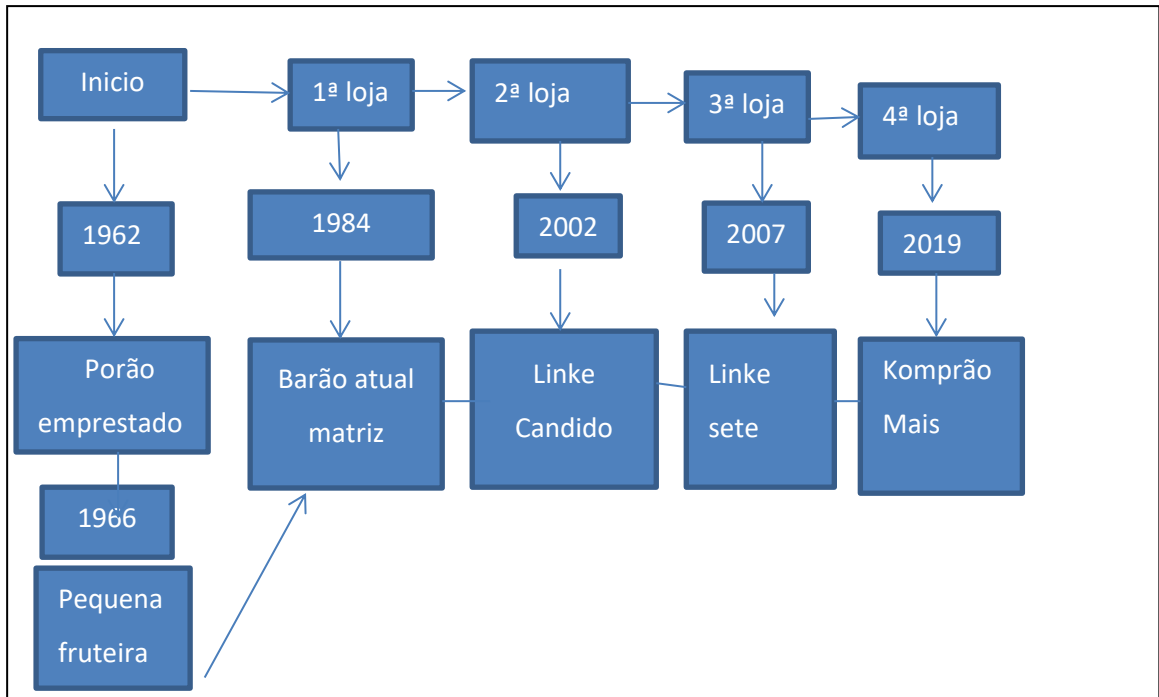 Inicio
1ª loja
2ª loja
3ª loja
4ª loja
1962
1984
2002
2007
2019
Porão
emprestado
Barão atual
matriz
Linke
Candido
Linke
sete
Komprão
Mais
1966
Pequena
fruteira